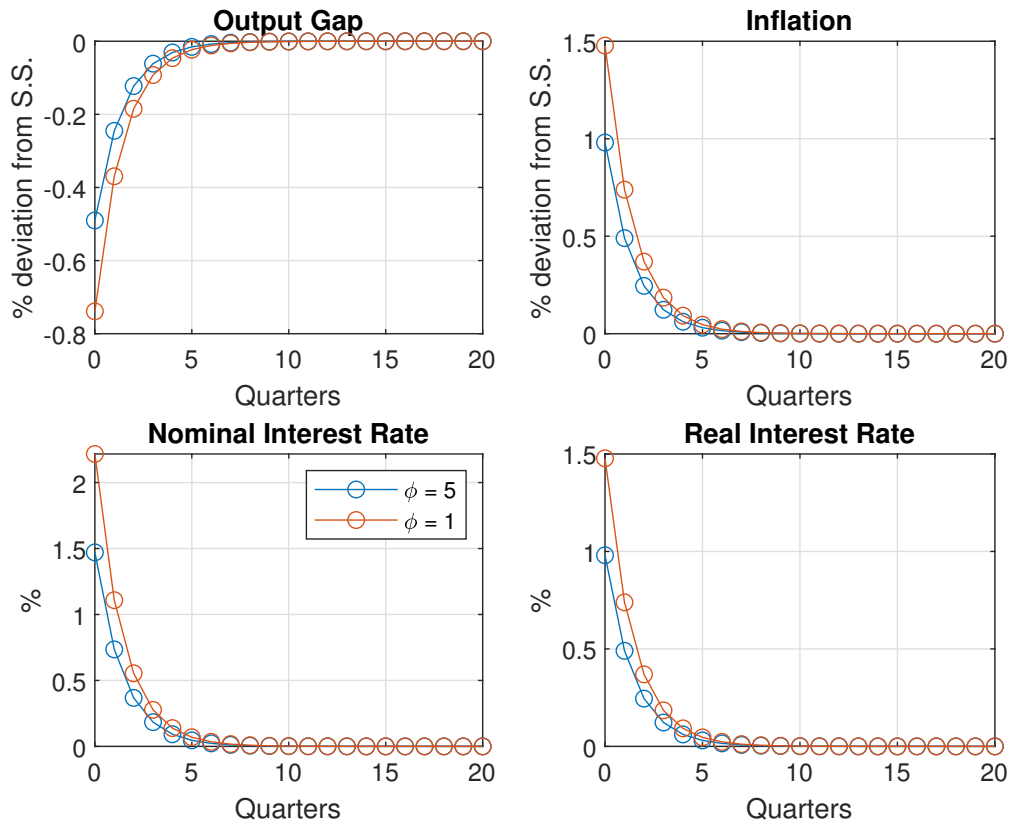 Output Gap
% deviation from S.S.
0
-0.2
-0.4
-0.6
-0.8
0 5 10 15 20
Quarters
Inflation
% deviation from S.S.
1.5
1
0.5
0
0 5 10 15 20
Quarters
Nominal Interest Rate
%
2
1.5
1
0.5
0
ϕ = 5
ϕ = 1
0 5 10 15 20
Quarters
Real Interest Rate
%
1.5
1
0.5
0
0 5 10 15 20
Quarters